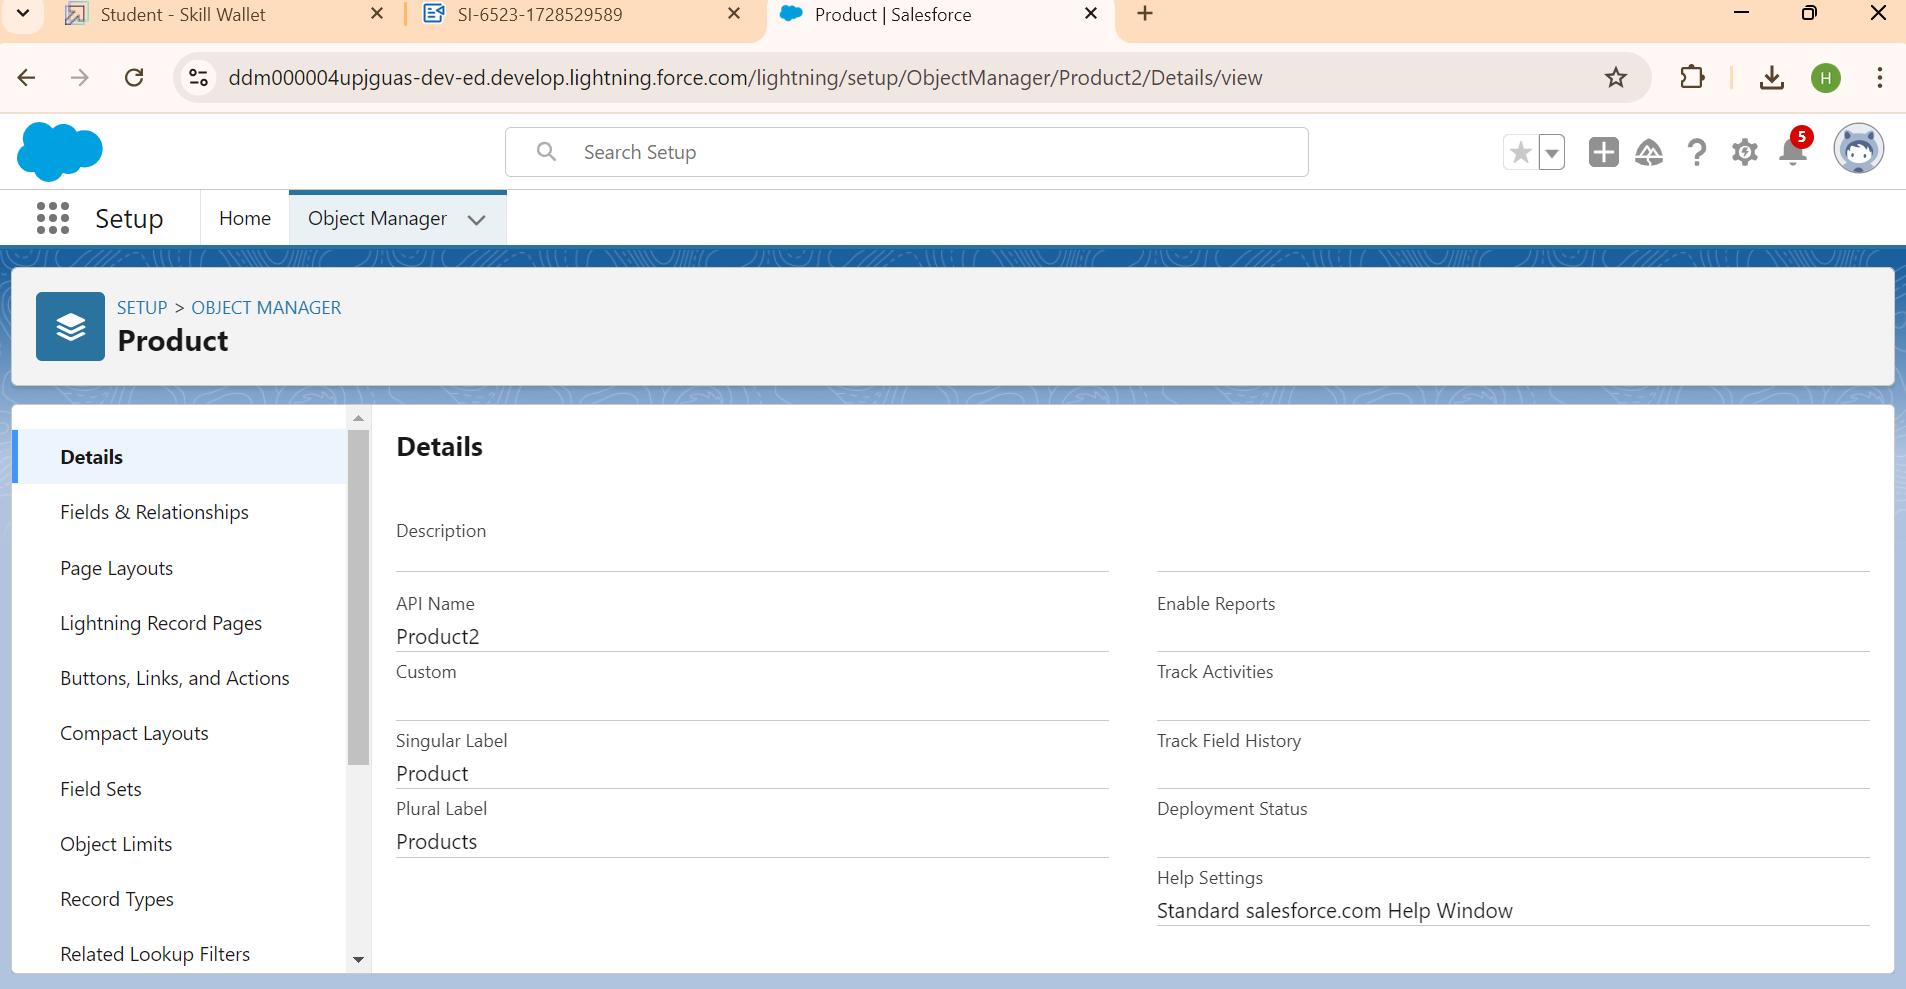 Student - Skill Wallet
SI-6523-1728529589
Product | Salesforce
ddm000004upjguas-dev-ed.develop.lightning.force.com/lightning/setup/ObjectManager/Product2/Details/view
H
Search Setup
5
Setup
Home
Object Manager
SETUP > OBJECT MANAGER
Product
Details
Fields & Relationships
Page Layouts
Lightning Record Pages
Buttons, Links, and Actions
Compact Layouts
Field Sets
Object Limits
Record Types
Related Lookup Filters
Details
Description
API Name
Product2
Custom
Singular Label
Product
Plural Label
Products
Enable Reports
Track Activities
Track Field History
Deployment Status
Help Settings
Standard salesforce.com Help Window